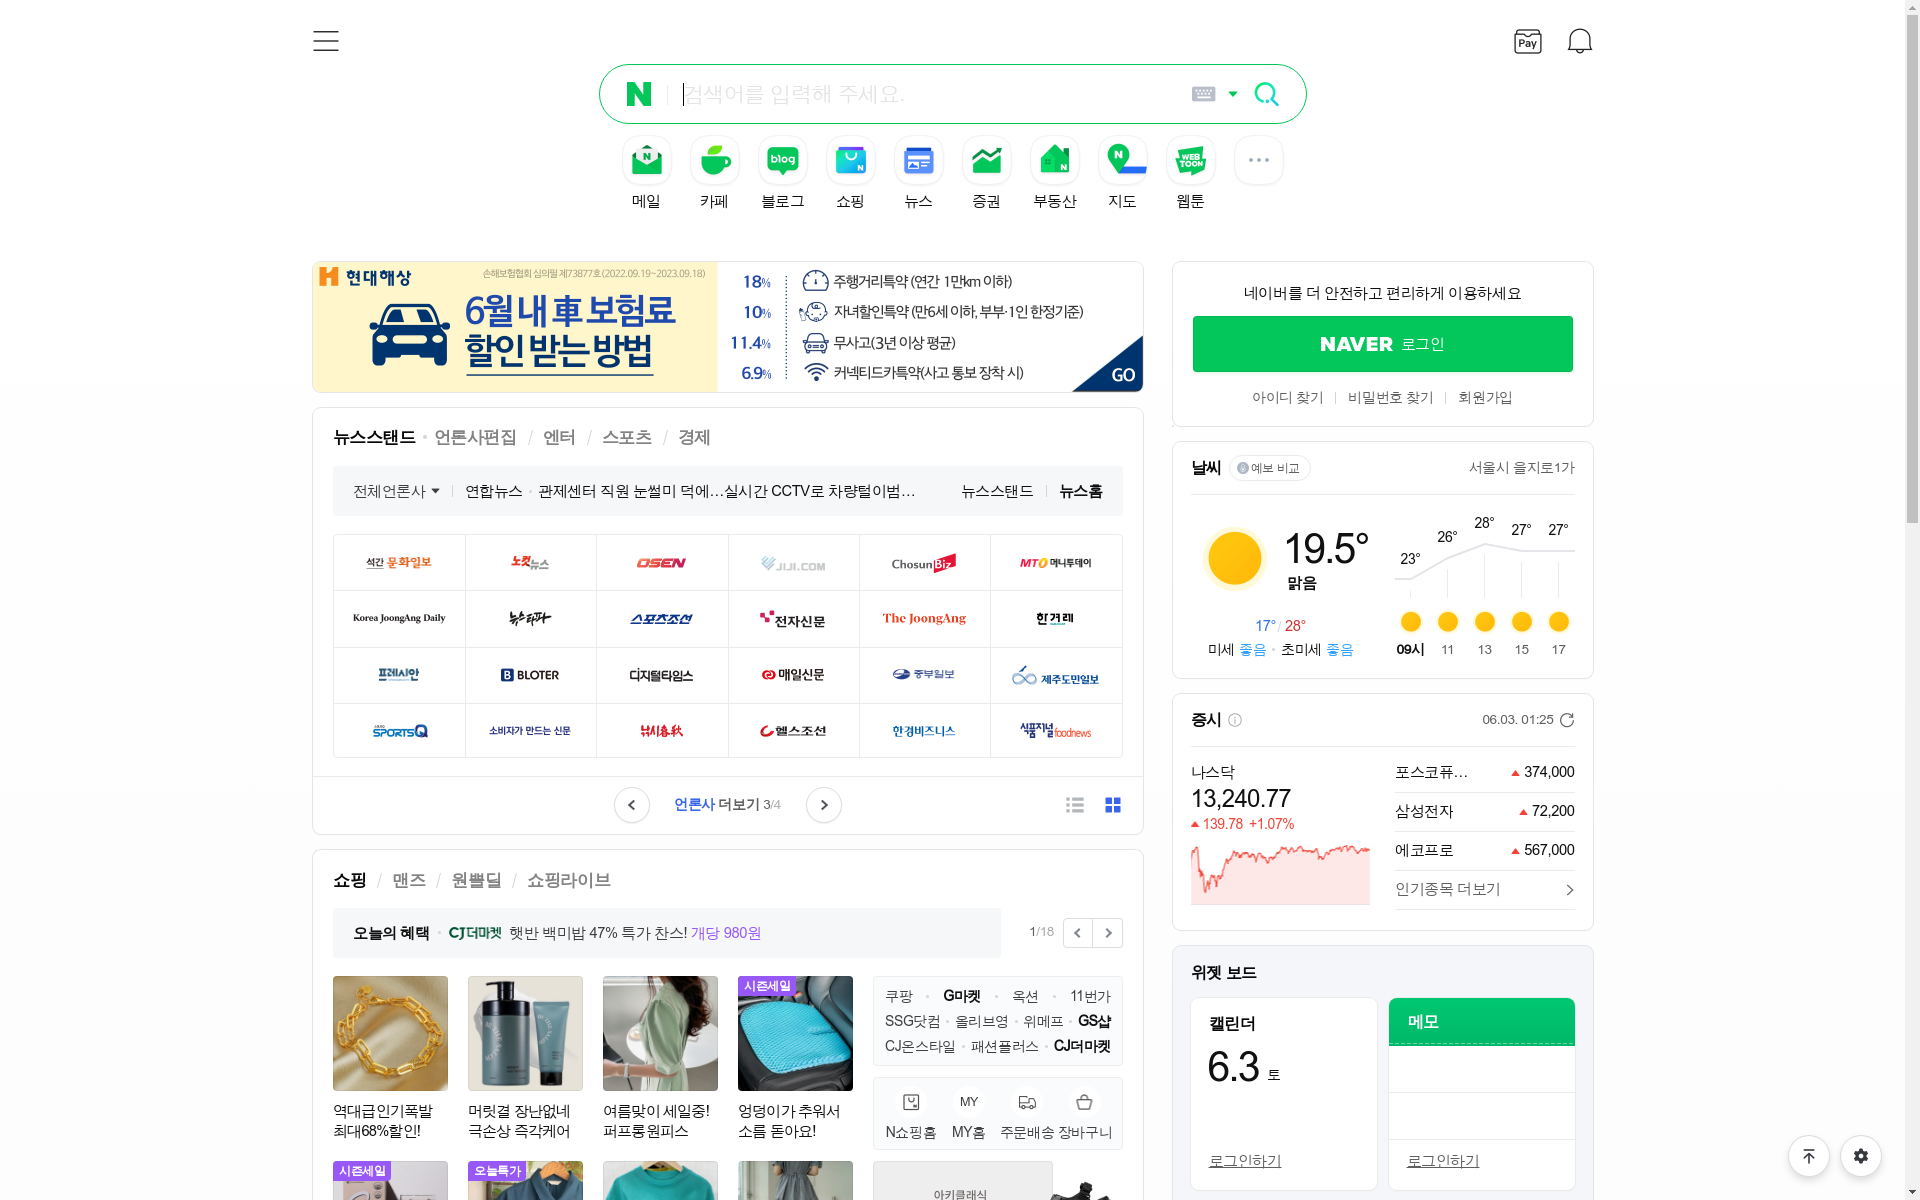 Pay
N
검색어를 입력해 주세요.
메일
카페
blog
블로그
쇼핑
뉴스
증권
부동산
지도
WEB TOON
웹툰
현대해상
손해보험협회 심의필 제73877호 (2022.09.19~2023.09.18)
6월 내 車 보험료
할인 받는 방법
18% 주행거리특약 (연간 1만km 이하)
10% 자녀할인특약 (만6세 이하, 부부·1인 한정기준)
11.4% 무사고(3년 이상 평균)
6.9% 커넥티드카특약(사고 통보 장착 시)
GO
네이버를 더 안전하고 편리하게 이용하세요
NAVER 로그인
아이디 찾기
비밀번호 찾기
회원가입
뉴스스탠드 · 언론사편집 / 엔터 / 스포츠 / 경제
전체언론사
연합뉴스 · 관제센터 직원 눈썰미 덕에…실시간 CCTV로 차량털이범…
뉴스스탠드
뉴스홈
석간 문화일보
노컷뉴스
OSEN
JIJI.COM
ChosunBiz
MTO 머니투데이
Korea JoongAng Daily
뉴스타파
스포츠조선
전자신문
The JoongAng
한겨레
프레시안
BLOTER
디지털타임스
매일신문
중부일보
제주도민일보
SPORTSQ
소비자가 만드는 신문
낚시春秋
헬스조선
한경비즈니스
식품저널 foodnews
언론사 더보기 3/4
날씨
예보 비교
서울시 을지로1가
19.5°
맑음
17° / 28°
미세 좋음 · 초미세 좋음
23° 26° 28° 27° 27°
09시 11 13 15 17
증시
06.03. 01:25
나스닥
13,240.77
139.78 +1.07%
포스코퓨… 374,000
삼성전자 72,200
에코프로 567,000
인기종목 더보기
쇼핑 / 맨즈 / 원쁠딜 / 쇼핑라이브
오늘의 혜택 · CJ더마켓 햇반 백미밥 47% 특가 찬스! 개당 980원
1/18
시즌세일
역대급인기폭발
최대68%할인!
머릿결 장난없네
극손상 즉각케어
여름맞이 세일중!
퍼프롱원피스
엉덩이가 추워서
소름 돋아요!
쿠팡 · G마켓 · 옥션 · 11번가
SSG닷컴 · 올리브영 · 위메프 · GS샵
CJ온스타일 · 패션플러스 · CJ더마켓
N쇼핑홈
MY
MY홈
주문배송
장바구니
시즌세일
오늘특가
아키클래식
위젯 보드
캘린더
6.3 토
로그인하기
메모
로그인하기